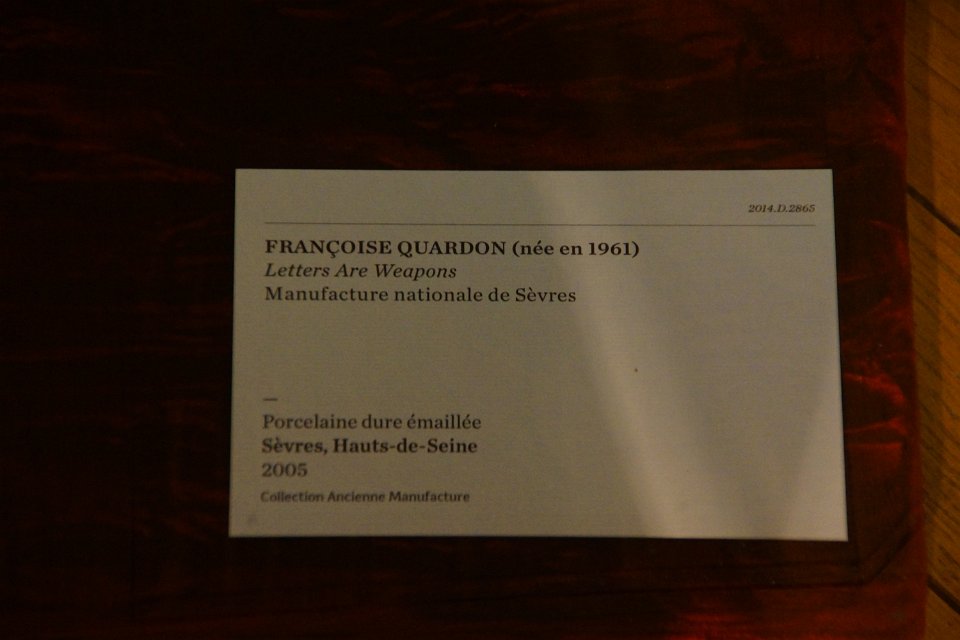 2014.D.2865
FRANÇOISE QUARDON (née en 1961)
Letters Are Weapons
Manufacture nationale de Sèvres
—
Porcelaine dure émaillée
Sèvres, Hauts-de-Seine
2005
Collection Ancienne Manufacture